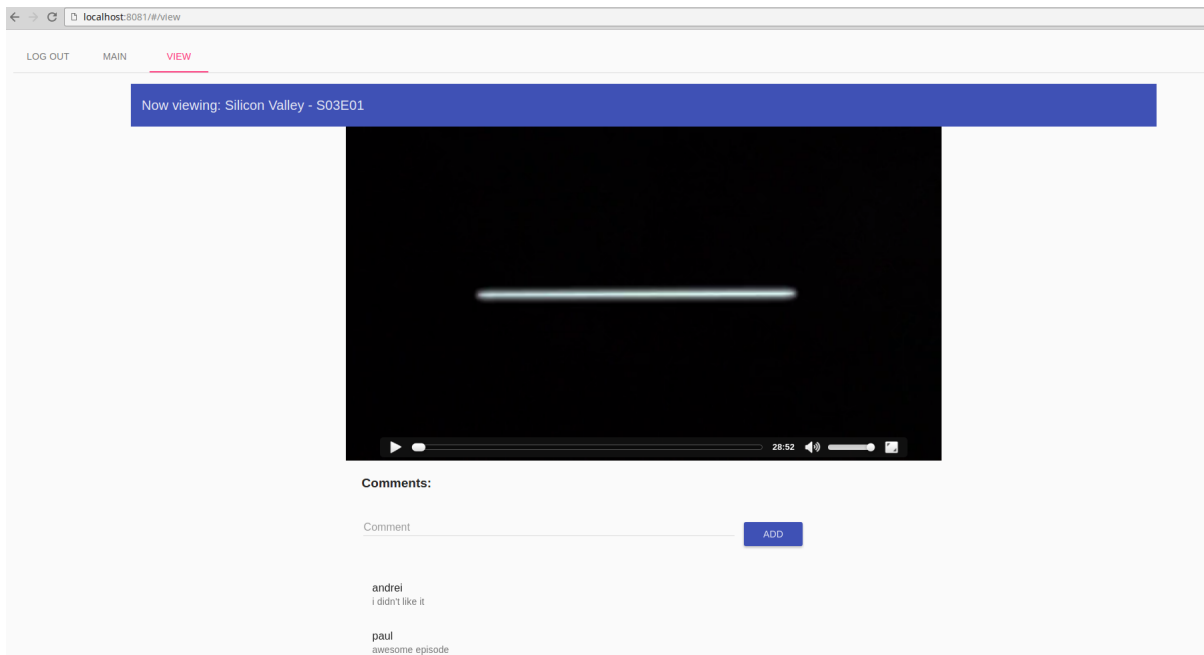 localhost:8081/#/view
LOG OUT MAIN VIEW
Now viewing: Silicon Valley - S03E01
28:52
Comments:
Comment
ADD
andrei
i didn't like it
paul
awesome episode